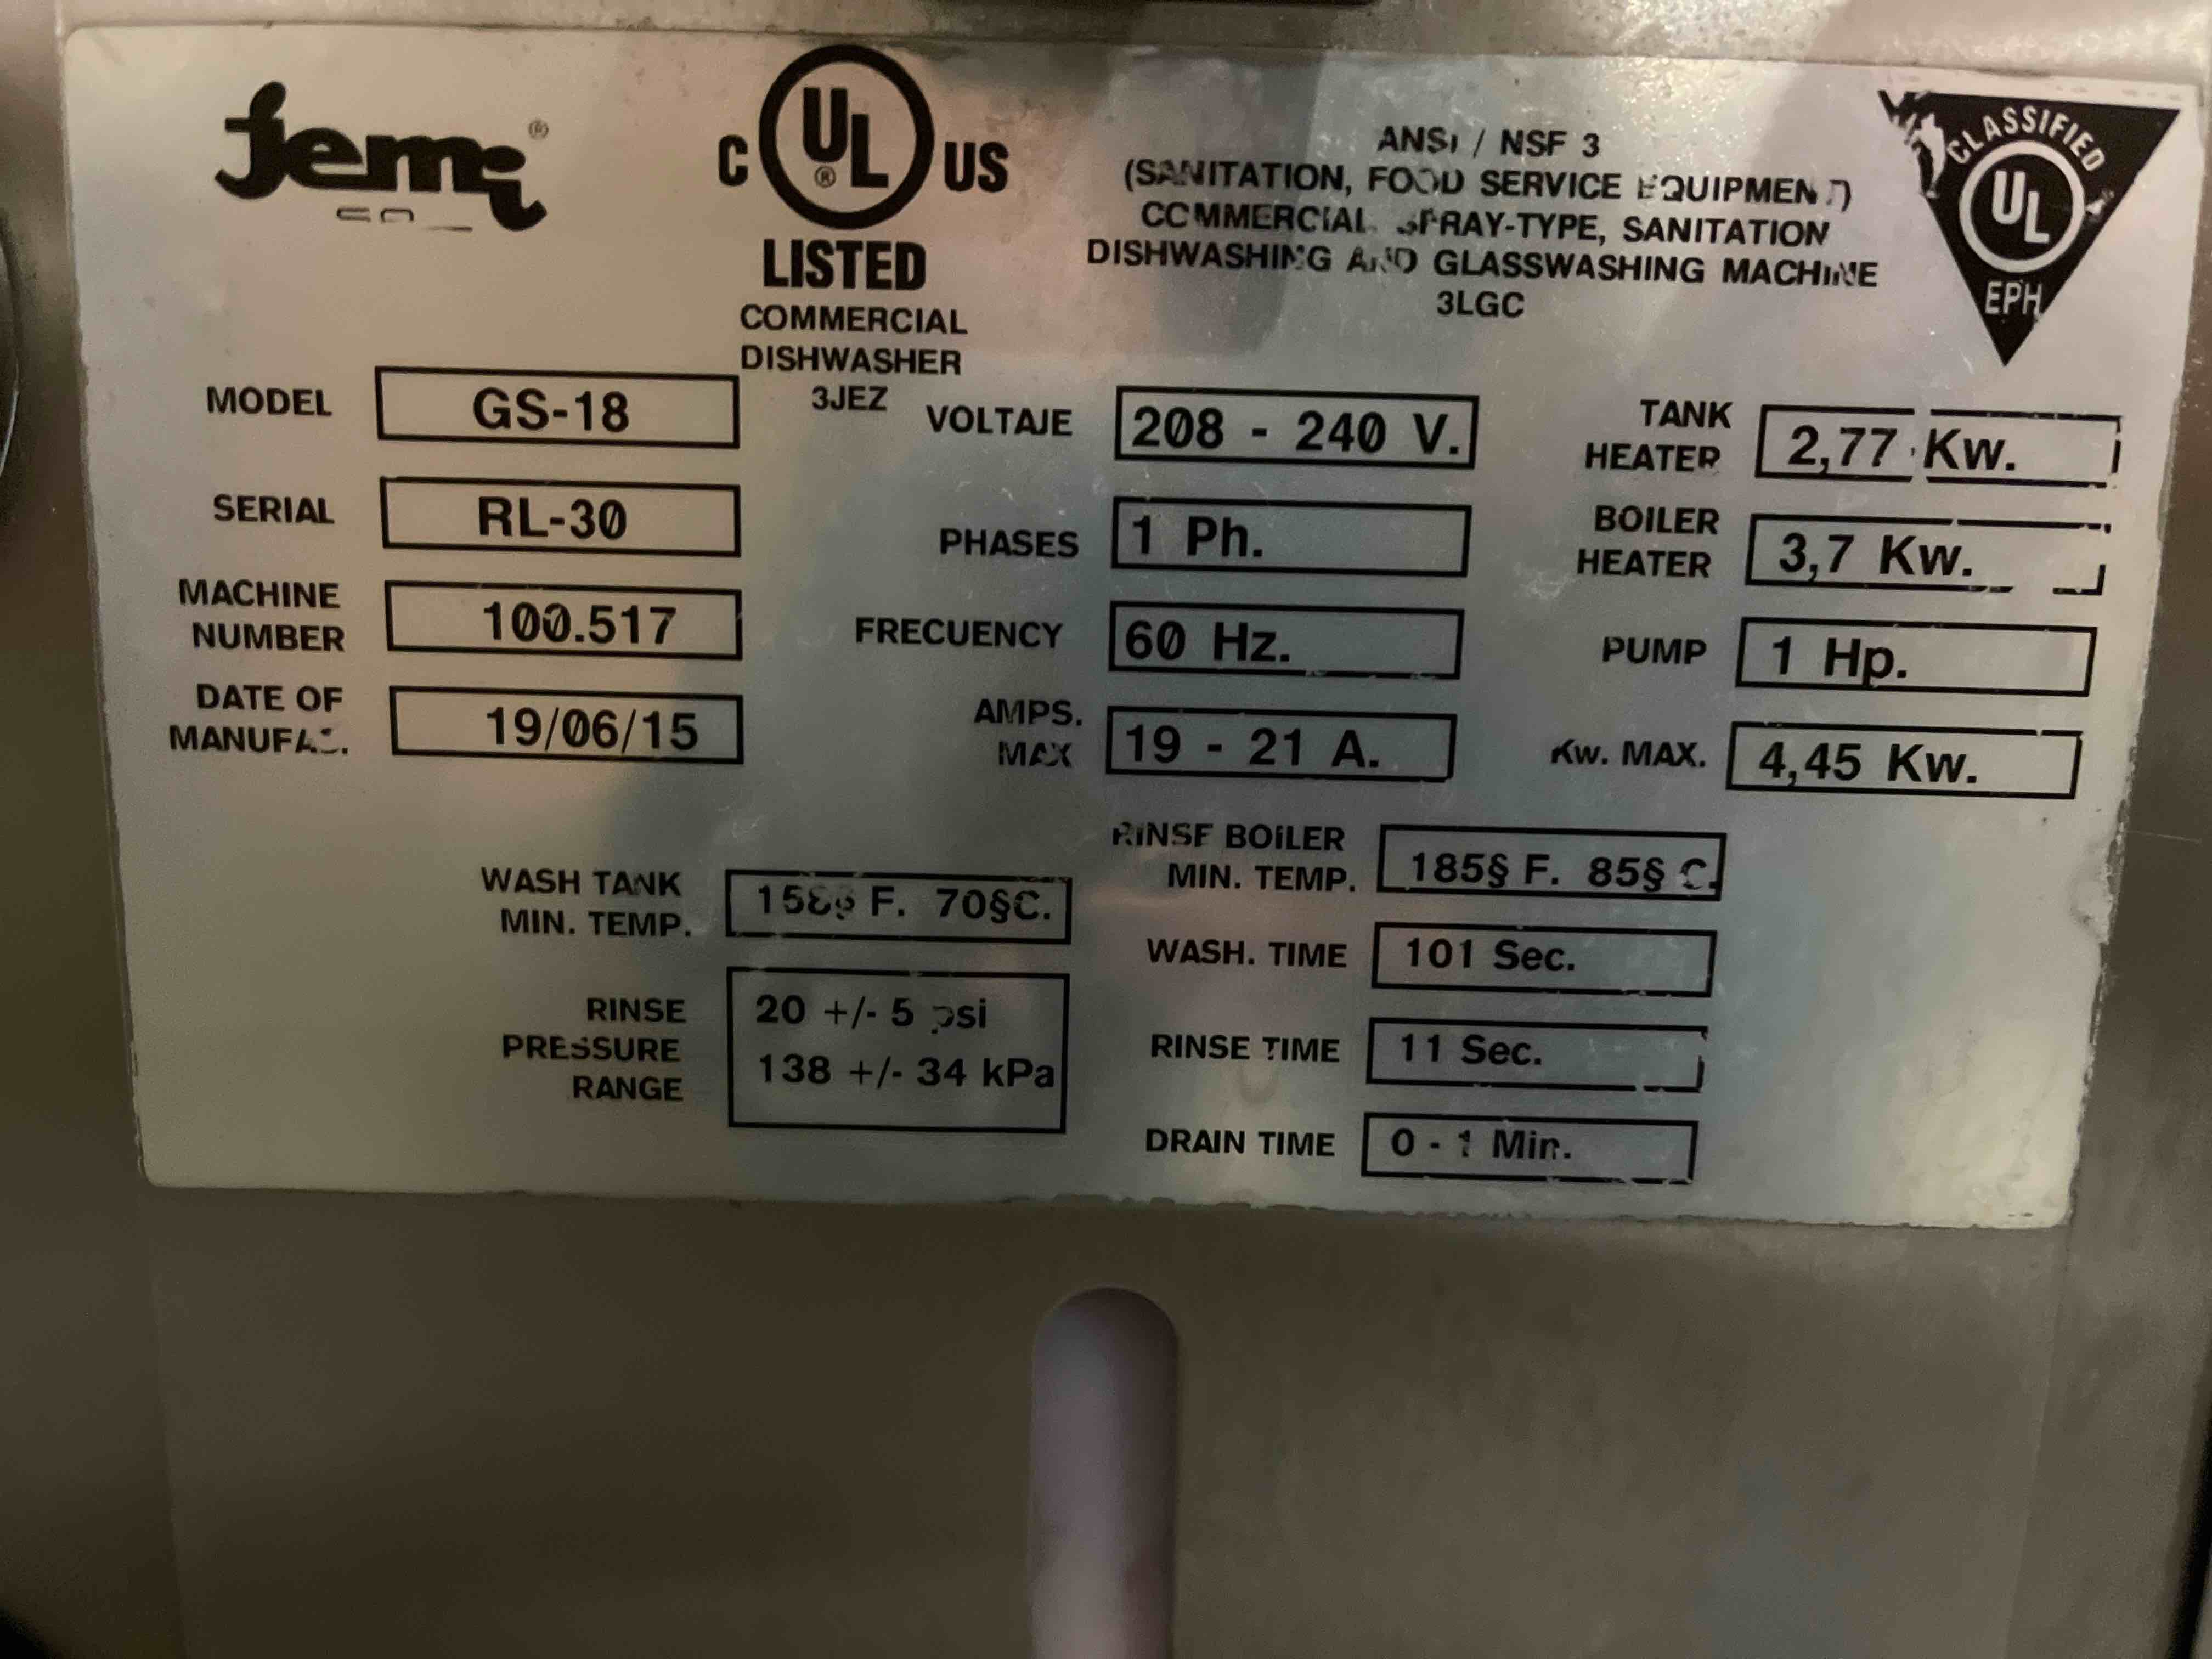 jemi ®
C UL ® US
LISTED
COMMERCIAL
DISHWASHER
3JEZ
ANSI / NSF 3
(SANITATION, FOOD SERVICE EQUIPMENT)
COMMERCIAL SPRAY-TYPE, SANITATION
DISHWASHING AND GLASSWASHING MACHINE
3LGC
CLASSIFIED
UL
EPH
MODEL GS-18
SERIAL RL-30
MACHINE
NUMBER 100.517
DATE OF
MANUFAC. 19/06/15
VOLTAJE 208 - 240 V.
PHASES 1 Ph.
FRECUENCY 60 Hz.
AMPS.
MAX 19 - 21 A.
TANK
HEATER 2,77 Kw.
BOILER
HEATER 3,7 Kw.
PUMP 1 Hp.
Kw. MAX. 4,45 Kw.
WASH TANK
MIN. TEMP. F. 70§C.
RINSE
PRESSURE
RANGE
20 +/- 5 psi
138 +/- 34 kPa
RINSE BOILER
MIN. TEMP. 185§ F. 85§ C.
WASH. TIME 101 Sec.
RINSE TIME 11 Sec.
DRAIN TIME 0 - 1 Min.